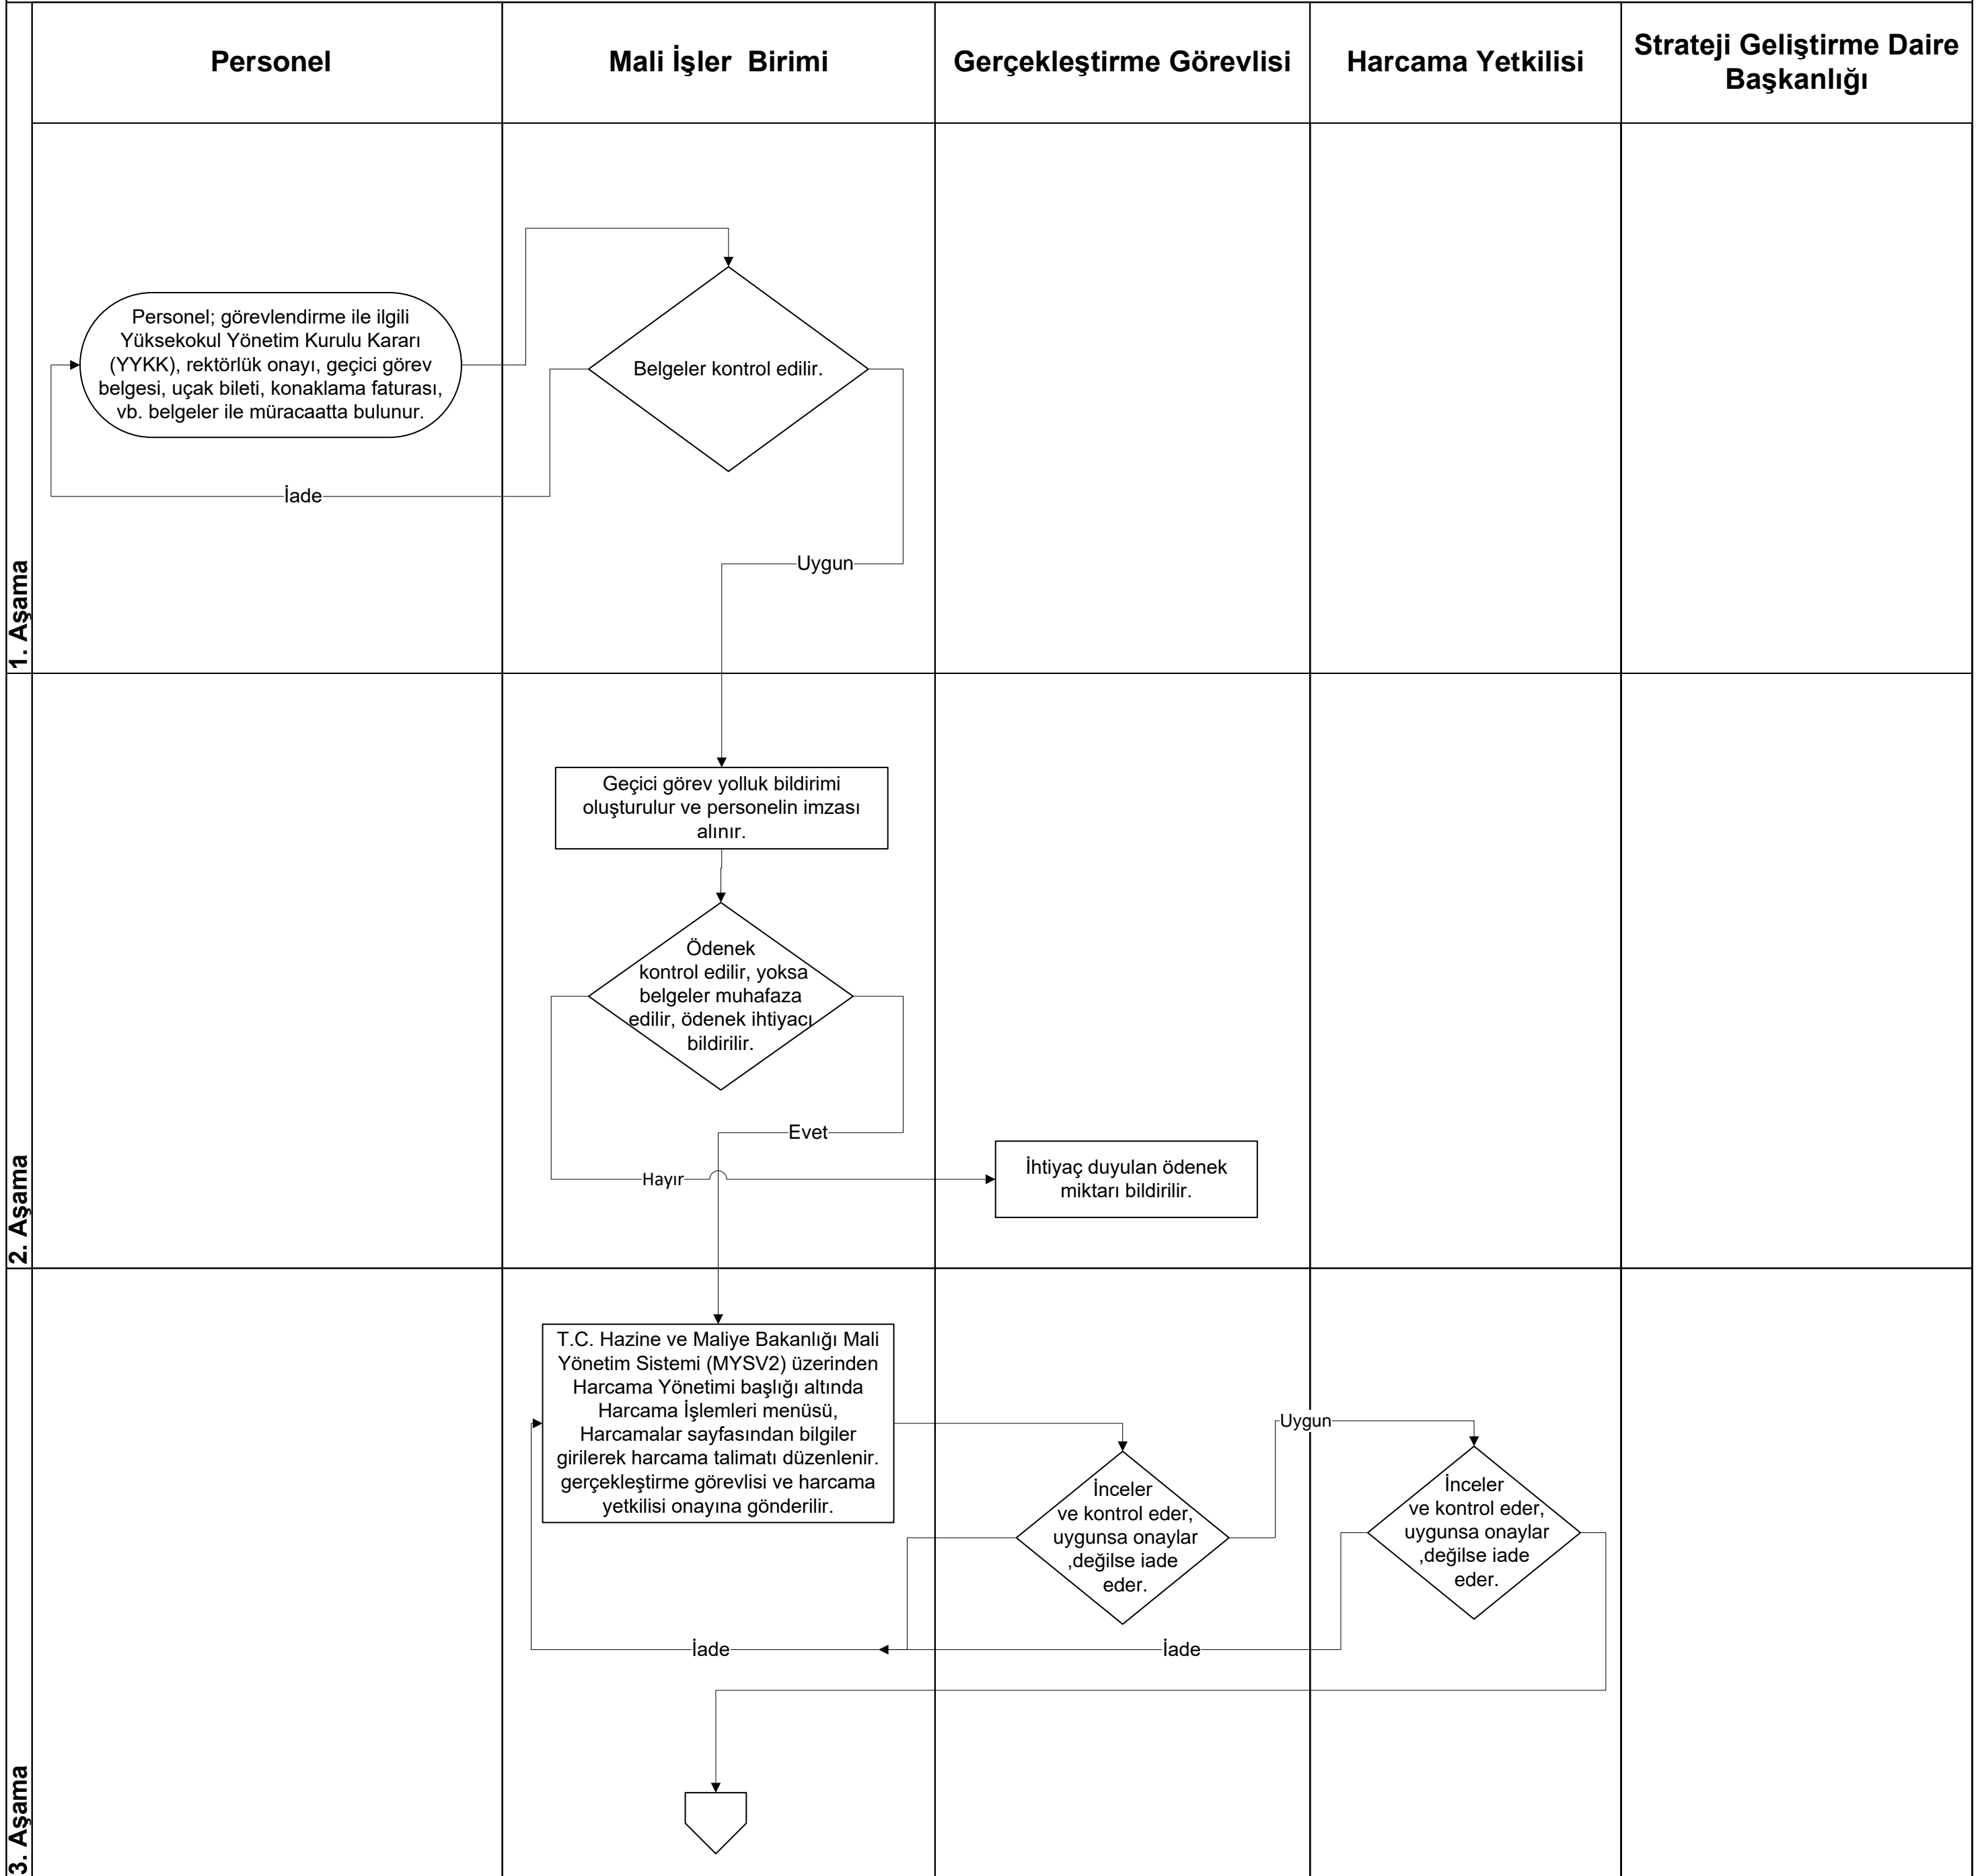 Personel
Mali İşler  Birimi
Gerçekleştirme Görevlisi
Harcama Yetkilisi
Strateji Geliştirme Daire
Başkanlığı
1. Aşama
Personel; görevlendirme ile ilgili
Yüksekokul Yönetim Kurulu Kararı
(YYKK), rektörlük onayı, geçici görev
belgesi, uçak bileti, konaklama faturası,
vb. belgeler ile müracaatta bulunur.
Belgeler kontrol edilir.
İade
Uygun
2. Aşama
Geçici görev yolluk bildirimi
oluşturulur ve personelin imzası
alınır.
Ödenek
kontrol edilir, yoksa
belgeler muhafaza
edilir, ödenek ihtiyacı
bildirilir.
Evet
Hayır
İhtiyaç duyulan ödenek
miktarı bildirilir.
3. Aşama
T.C. Hazine ve Maliye Bakanlığı Mali
Yönetim Sistemi (MYSV2) üzerinden
Harcama Yönetimi başlığı altında
Harcama İşlemleri menüsü,
Harcamalar sayfasından bilgiler
girilerek harcama talimatı düzenlenir.
gerçekleştirme görevlisi ve harcama
yetkilisi onayına gönderilir.
İnceler
ve kontrol eder,
uygunsa onaylar
,değilse iade
eder.
Uygun
İnceler
ve kontrol eder,
uygunsa onaylar
,değilse iade
eder.
İade
İade